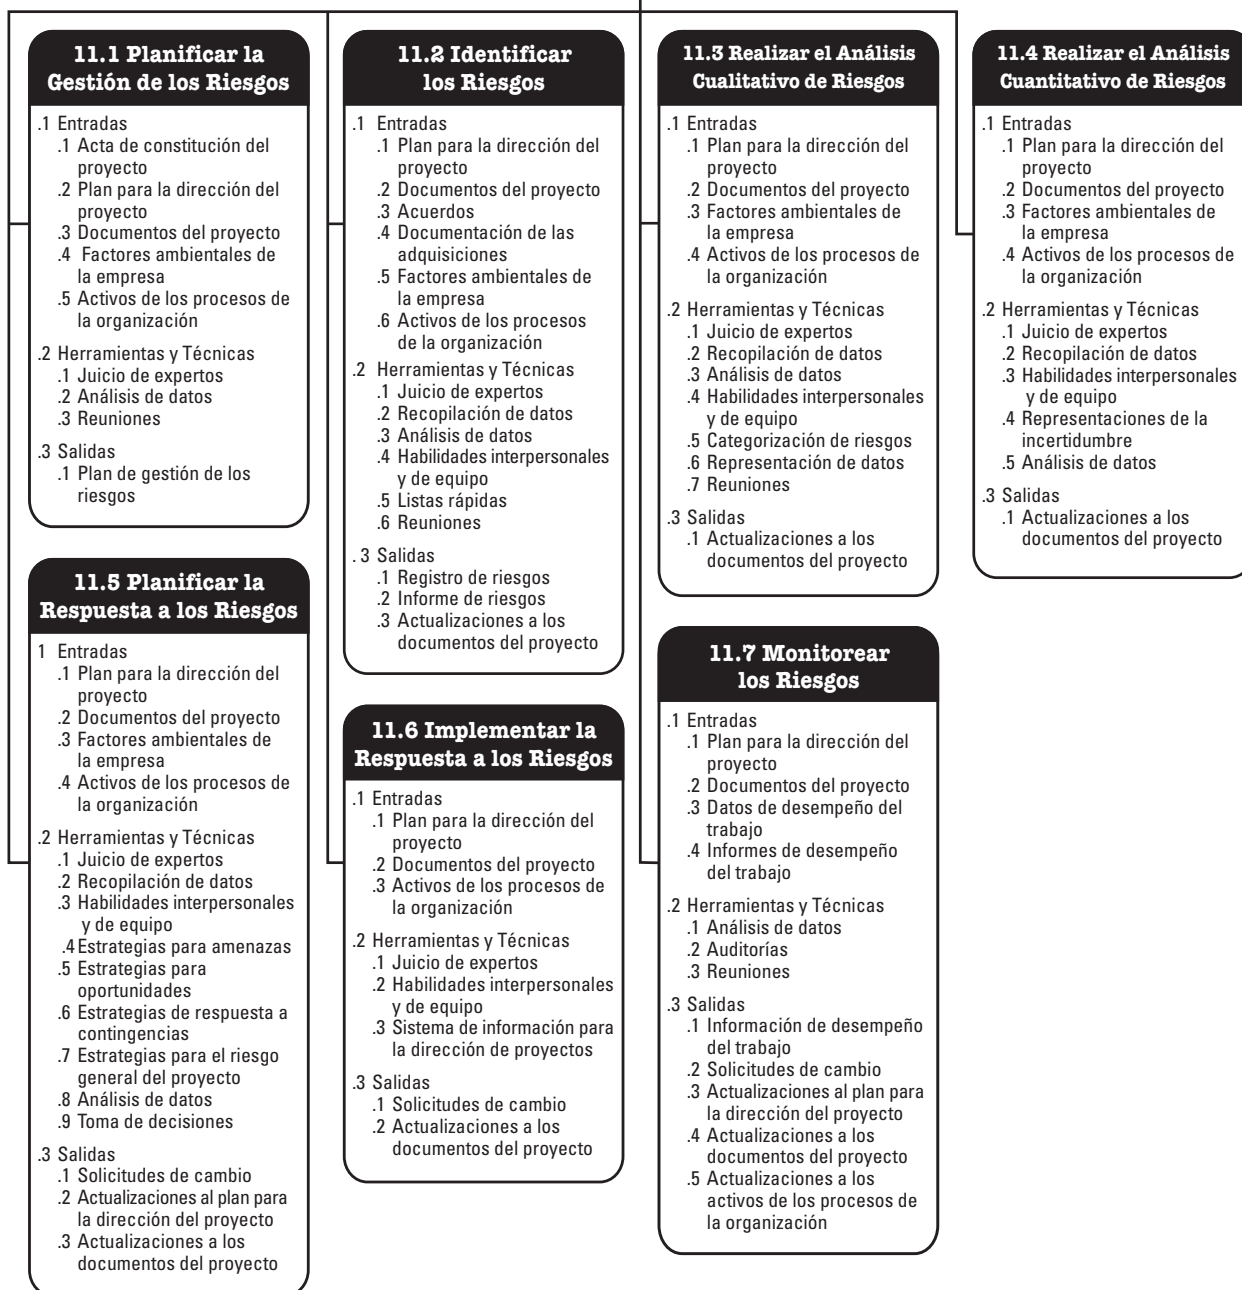 11.1 Planificar la
Gestión de los Riesgos
.1 Entradas
.1 Acta de constitución del
proyecto
.2 Plan para la dirección del
proyecto
.3 Documentos del proyecto
.4 Factores ambientales de
la empresa
.5 Activos de los procesos de
la organización
.2 Herramientas y Técnicas
.1 Juicio de expertos
.2 Análisis de datos
.3 Reuniones
.3 Salidas
.1 Plan de gestión de los
riesgos
11.2 Identificar
los Riesgos
.1 Entradas
.1 Plan para la dirección del
proyecto
.2 Documentos del proyecto
.3 Acuerdos
.4 Documentación de las
adquisiciones
.5 Factores ambientales de
la empresa
.6 Activos de los procesos
de la organización
.2 Herramientas y Técnicas
.1 Juicio de expertos
.2 Recopilación de datos
.3 Análisis de datos
.4 Habilidades interpersonales
y de equipo
.5 Listas rápidas
.6 Reuniones
. 3 Salidas
.1 Registro de riesgos
.2 Informe de riesgos
.3 Actualizaciones a los
documentos del proyecto
11.3 Realizar el Análisis
Cualitativo de Riesgos
.1 Entradas
.1 Plan para la dirección del
proyecto
.2 Documentos del proyecto
.3 Factores ambientales de
la empresa
.4 Activos de los procesos de
la organización
.2 Herramientas y Técnicas
.1 Juicio de expertos
.2 Recopilación de datos
.3 Análisis de datos
.4 Habilidades interpersonales
y de equipo
.5 Categorización de riesgos
.6 Representación de datos
.7 Reuniones
.3 Salidas
.1 Actualizaciones a los
documentos del proyecto
11.4 Realizar el Análisis
Cuantitativo de Riesgos
.1 Entradas
.1 Plan para la dirección del
proyecto
.2 Documentos del proyecto
.3 Factores ambientales de
la empresa
.4 Activos de los procesos de
la organización
.2 Herramientas y Técnicas
.1 Juicio de expertos
.2 Recopilación de datos
.3 Habilidades interpersonales
y de equipo
.4 Representaciones de la
incertidumbre
.5 Análisis de datos
.3 Salidas
.1 Actualizaciones a los
documentos del proyecto
11.5 Planificar la
Respuesta a los Riesgos
1 Entradas
.1 Plan para la dirección del
proyecto
.2 Documentos del proyecto
.3 Factores ambientales de
la empresa
.4 Activos de los procesos de
la organización
.2 Herramientas y Técnicas
.1 Juicio de expertos
.2 Recopilación de datos
.3 Habilidades interpersonales
y de equipo
.4 Estrategias para amenazas
.5 Estrategias para
oportunidades
.6 Estrategias de respuesta a
contingencias
.7 Estrategias para el riesgo
general del proyecto
.8 Análisis de datos
.9 Toma de decisiones
.3 Salidas
.1 Solicitudes de cambio
.2 Actualizaciones al plan para
la dirección del proyecto
.3 Actualizaciones a los
documentos del proyecto
11.6 Implementar la
Respuesta a los Riesgos
.1 Entradas
.1 Plan para la dirección del
proyecto
.2 Documentos del proyecto
.3 Activos de los procesos de
la organización
.2 Herramientas y Técnicas
.1 Juicio de expertos
.2 Habilidades interpersonales
y de equipo
.3 Sistema de información para
la dirección de proyectos
.3 Salidas
.1 Solicitudes de cambio
.2 Actualizaciones a los
documentos del proyecto
11.7 Monitorear
los Riesgos
.1 Entradas
.1 Plan para la dirección del
proyecto
.2 Documentos del proyecto
.3 Datos de desempeño del
trabajo
.4 Informes de desempeño
del trabajo
.2 Herramientas y Técnicas
.1 Análisis de datos
.2 Auditorías
.3 Reuniones
.3 Salidas
.1 Información de desempeño
del trabajo
.2 Solicitudes de cambio
.3 Actualizaciones al plan para
la dirección del proyecto
.4 Actualizaciones a los
documentos del proyecto
.5 Actualizaciones a los
activos de los procesos de
la organización